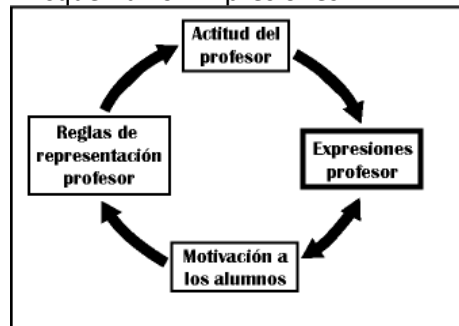 Actitud del
profesor
Reglas de
representación
profesor
Expresiones
profesor
Motivación a
los alumnos